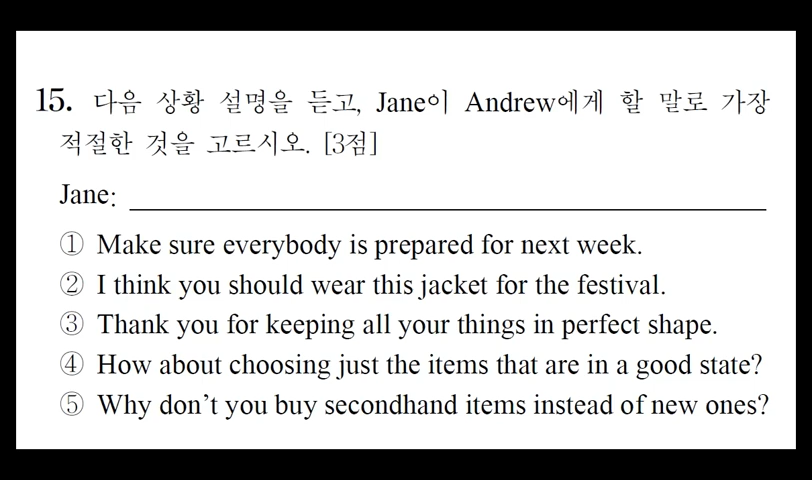 15. 다음 상황 설명을 듣고, Jane이 Andrew에게 할 말로 가장
적절한 것을 고르시오. [3점]
Jane:
① Make sure everybody is prepared for next week.
② I think you should wear this jacket for the festival.
③ Thank you for keeping all your things in perfect shape.
④ How about choosing just the items that are in a good state?
⑤ Why don’t you buy secondhand items instead of new ones?